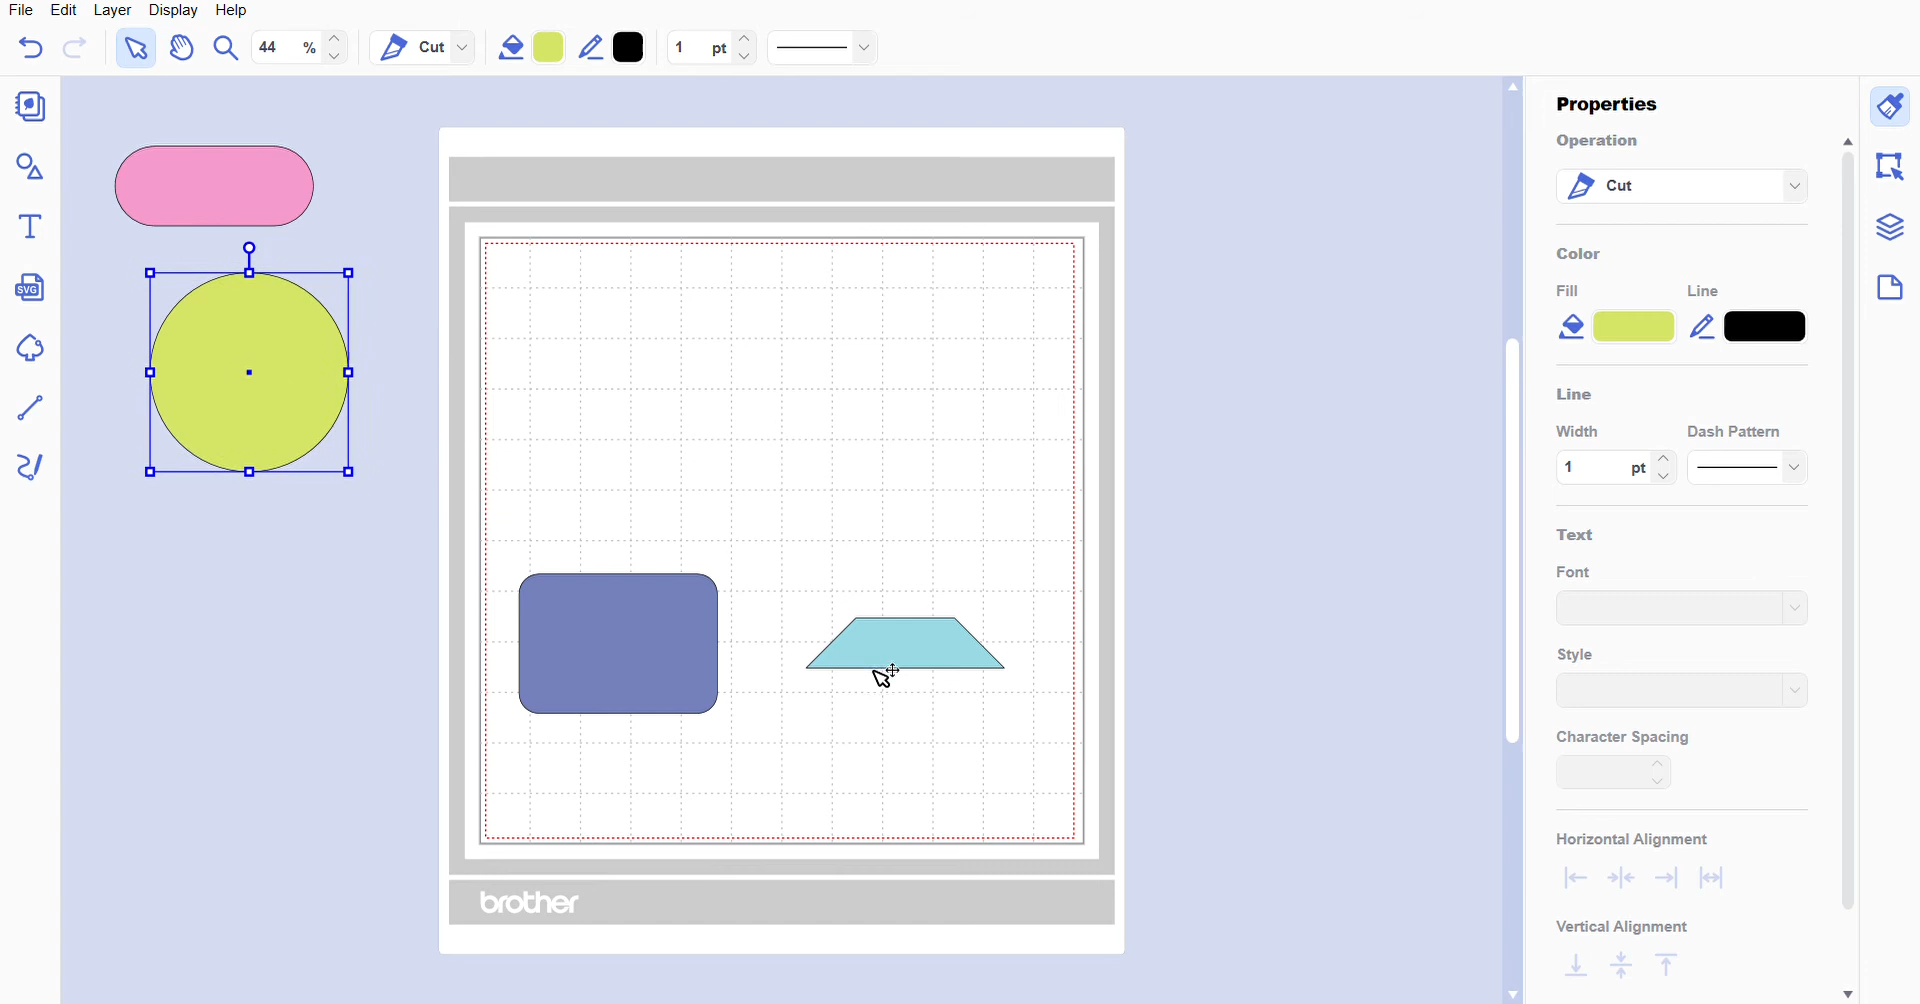 File Edit Layer Display Help
44 % Cut 1 pt
Properties
Operation
Cut
Color
Fill Line
Line
Width Dash Pattern
1 pt
Text
Font
Style
Character Spacing
Horizontal Alignment
Vertical Alignment
SVG
brother